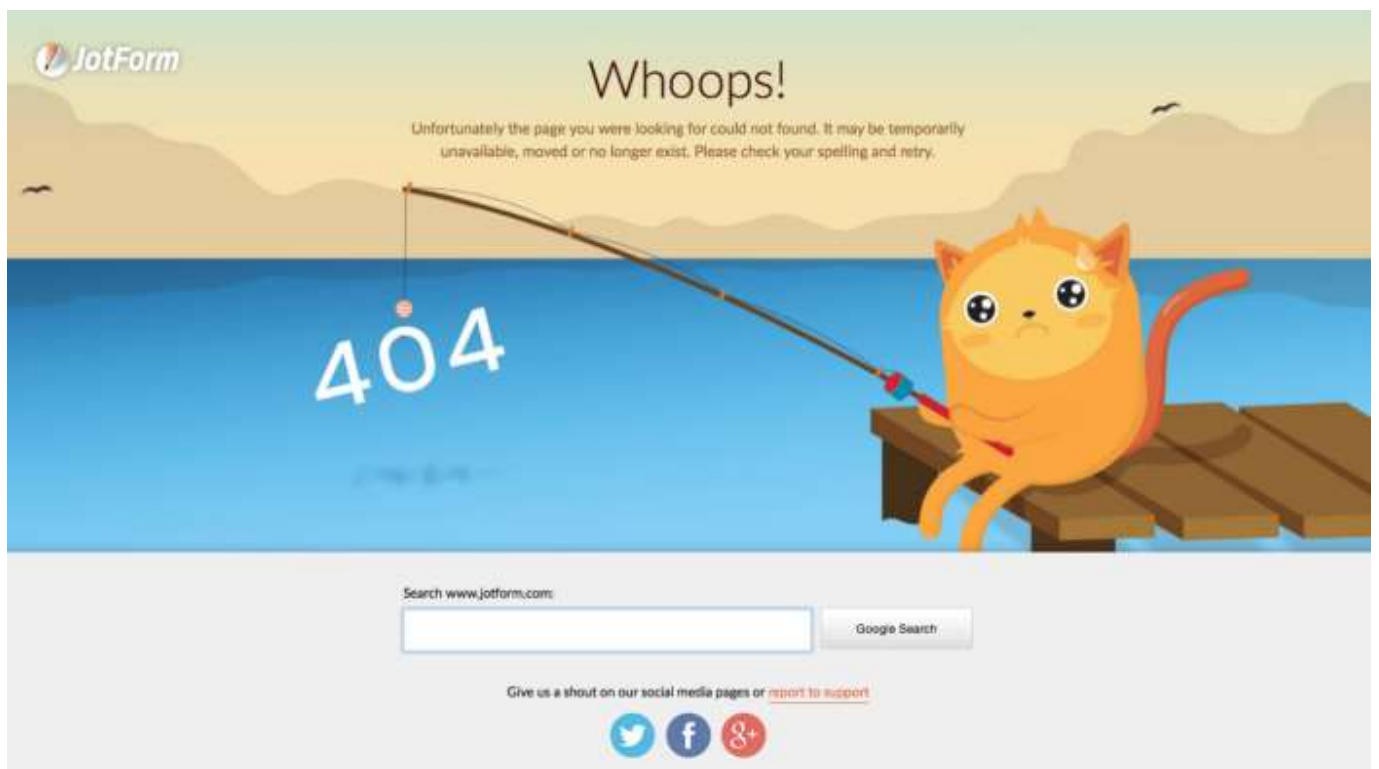 JotForm
Whoops!
Unfortunately the page you were looking for could not found. It may be temporarily
unavailable, moved or no longer exist. Please check your spelling and retry.
404
Search www.jotform.com:
Google Search
Give us a shout on our social media pages or report to support
f
8+